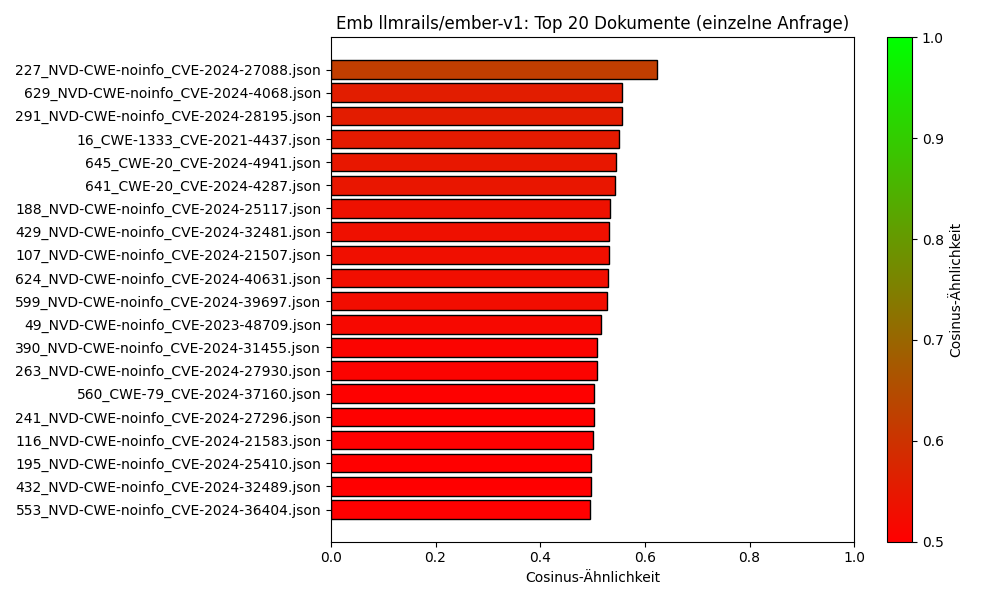 Emb llmrails/ember-v1: Top 20 Dokumente (einzelne Anfrage)
227_NVD-CWE-noinfo_CVE-2024-27088.json
629_NVD-CWE-noinfo_CVE-2024-4068.json
291_NVD-CWE-noinfo_CVE-2024-28195.json
16_CWE-1333_CVE-2021-4437.json
645_CWE-20_CVE-2024-4941.json
641_CWE-20_CVE-2024-4287.json
188_NVD-CWE-noinfo_CVE-2024-25117.json
429_NVD-CWE-noinfo_CVE-2024-32481.json
107_NVD-CWE-noinfo_CVE-2024-21507.json
624_NVD-CWE-noinfo_CVE-2024-40631.json
599_NVD-CWE-noinfo_CVE-2024-39697.json
49_NVD-CWE-noinfo_CVE-2023-48709.json
390_NVD-CWE-noinfo_CVE-2024-31455.json
263_NVD-CWE-noinfo_CVE-2024-27930.json
560_CWE-79_CVE-2024-37160.json
241_NVD-CWE-noinfo_CVE-2024-27296.json
116_NVD-CWE-noinfo_CVE-2024-21583.json
195_NVD-CWE-noinfo_CVE-2024-25410.json
432_NVD-CWE-noinfo_CVE-2024-32489.json
553_NVD-CWE-noinfo_CVE-2024-36404.json
0.0 0.2 0.4 0.6 0.8 1.0
Cosinus-Ähnlichkeit
1.0
0.9
0.8
0.7
0.6
0.5
Cosinus-Ähnlichkeit